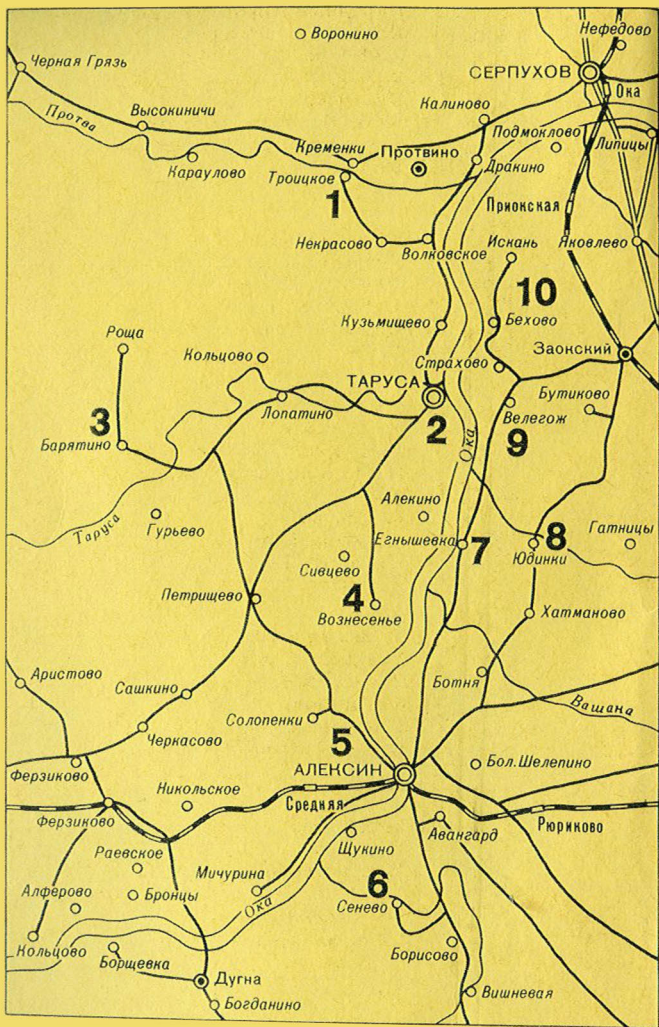 Воронино
Нефедово
Черная Грязь
СЕРПУХОВ
Ока
Протва
Высокиничи
Калиново
Подмоклово
Липицы
Кременки
Протвино
Караулово
Троицкое
Дракино
1
Приокская
Некрасово
Волковское
Искань
Яковлево
10
Кузьмищево
Бехово
Роща
Кольцово
Страхово
Заокский
ТАРУСА
Бутиково
Лопатино
Велегож
3
2
9
Барятино
Ока
Таруса
Гурьево
Алекино
Егнышевка
7
8
Гатницы
Юдинки
Сивцево
Петрищево
4
Вознесенье
Хатманово
Аристово
Сашкино
Ботня
Вашана
Солопенки
Черкасово
5
Ферзиково
АЛЕКСИН
Бол.Шелепино
Никольское
Средняя
Ферзиково
Авангард
Рюриково
Щукино
Раевское
Мичурина
6
Алферово
Бронцы
Ока
Сенево
Кольцово
Борщевка
Борисово
Дугна
Богданино
Вишневая